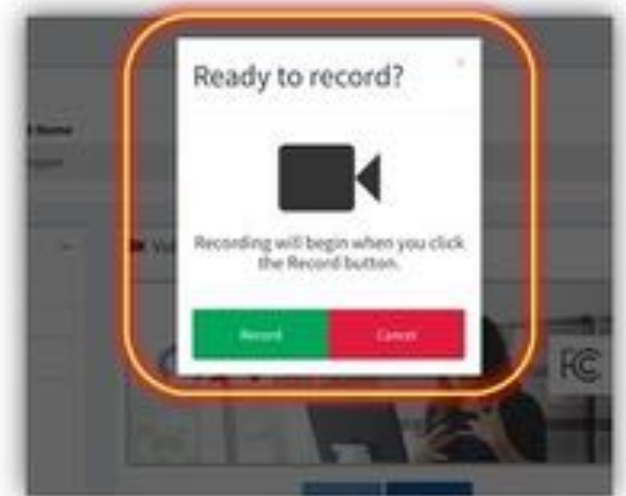 Ready to record?
Recording will begin when you click
the Record button.
Record
Cancel